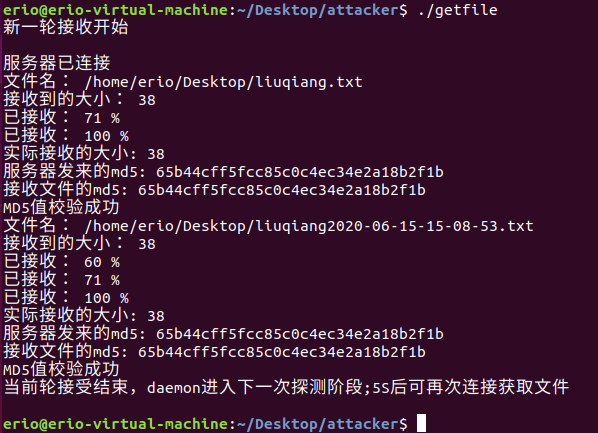 erio@erio-virtual-machine:~/Desktop/attacker$ ./getfile
新一轮接收开始
服务器已连接
文件名： /home/erio/Desktop/liuqiang.txt
接收到的大小： 38
已接收： 71 %
已接收： 100 %
实际接收的大小: 38
服务器发来的md5: 65b44cff5fcc85c0c4ec34e2a18b2f1b
接收文件的md5: 65b44cff5fcc85c0c4ec34e2a18b2f1b
MD5值校验成功
文件名： /home/erio/Desktop/liuqiang2020-06-15-15-08-53.txt
接收到的大小： 38
已接收： 60 %
已接收： 71 %
已接收： 100 %
实际接收的大小: 38
服务器发来的md5: 65b44cff5fcc85c0c4ec34e2a18b2f1b
接收文件的md5: 65b44cff5fcc85c0c4ec34e2a18b2f1b
MD5值校验成功
当前轮接受结束，daemon进入下一次探测阶段;5S后可再次连接获取文件
erio@erio-virtual-machine:~/Desktop/attacker$